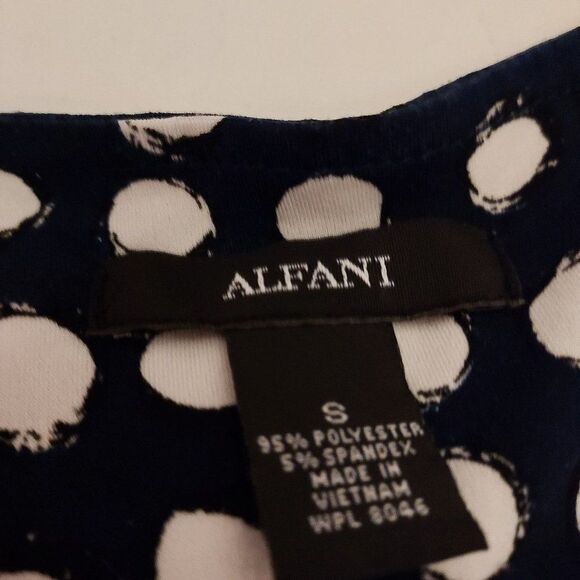 ALFANI
S
95% POLYESTER
5% SPANDEX
MADE IN
VIETNAM
WPL 8046